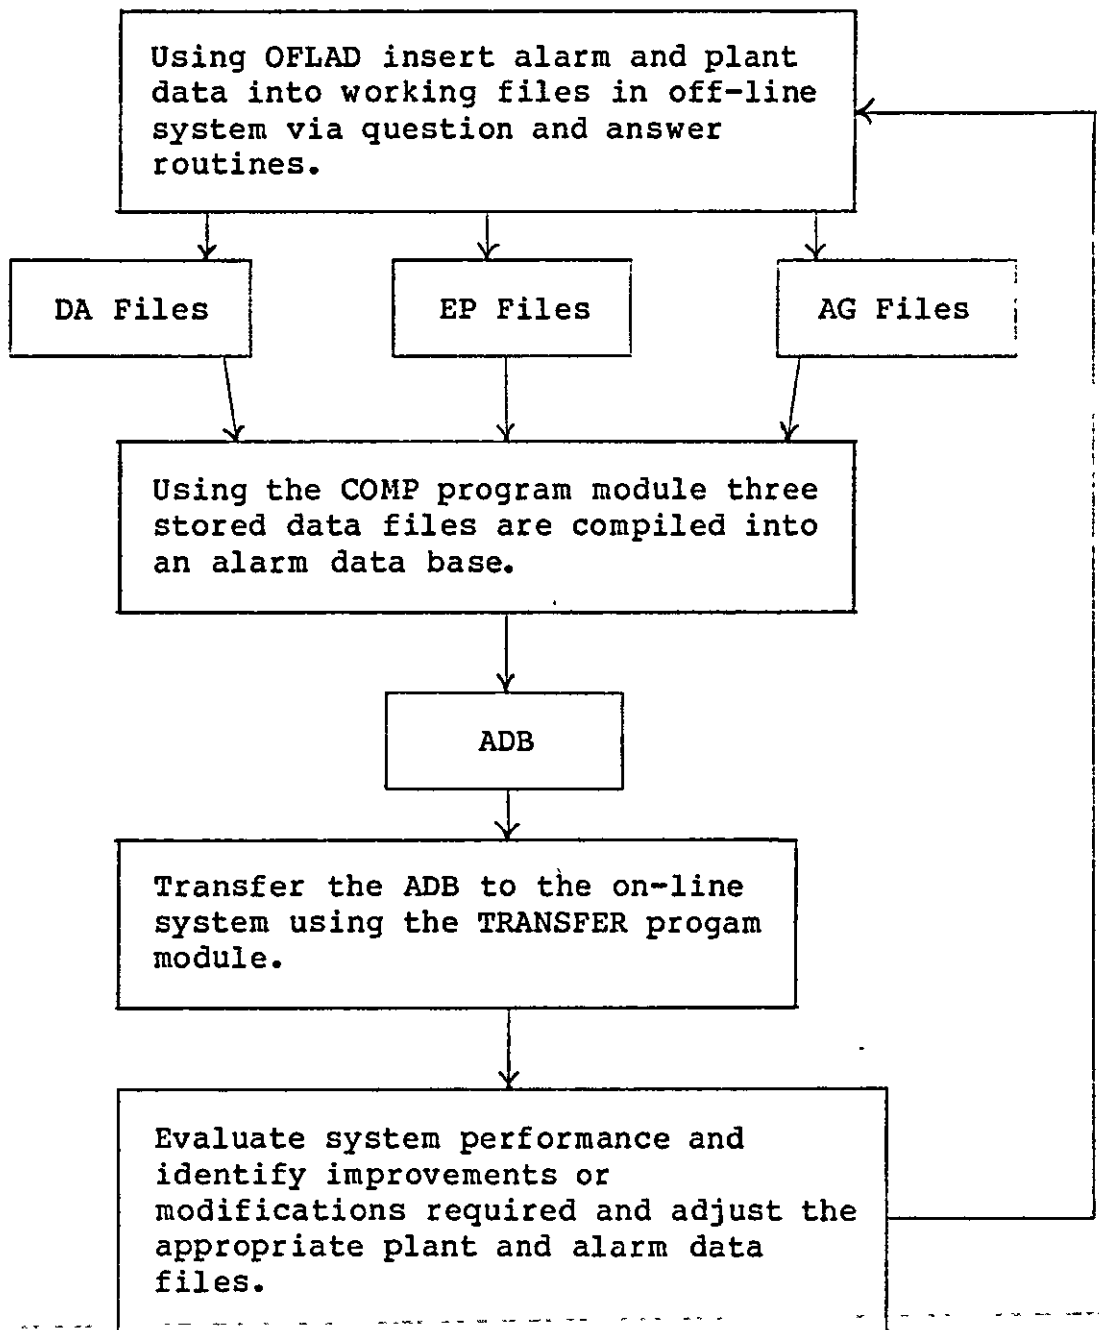 Using OFLAD insert alarm and plant
data into working files in off-line
system via question and answer
routines.
DA Files
EP Files
AG Files
Using the COMP program module three
stored data files are compiled into
an alarm data base.
ADB
Transfer the ADB to the on-line
system using the TRANSFER progam
module.
Evaluate system performance and
identify improvements or
modifications required and adjust the
appropriate plant and alarm data
files.